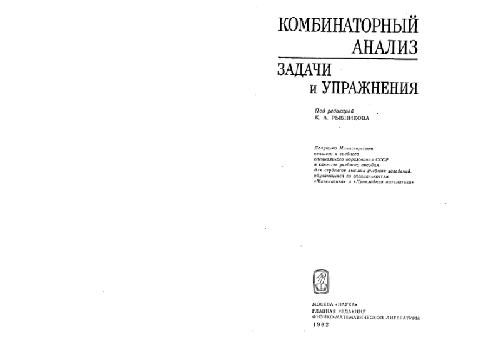 КОМБИНАТОРНЫЙ
АНАЛИЗ
ЗАДАЧИ
И УПРАЖНЕНИЯ
Под редакцией
К. А. РЫБНИКОВА
Допущено Министерством
высшего и среднего
специального образования СССР
в качестве учебного пособия
для студентов высших учебных заведений,
обучающихся по специальностям
«Математика» и «Прикладная математика»
МОСКВА «НАУКА»
ГЛАВНАЯ РЕДАКЦИЯ
ФИЗИКО-МАТЕМАТИЧЕСКОЙ ЛИТЕРАТУРЫ
1982